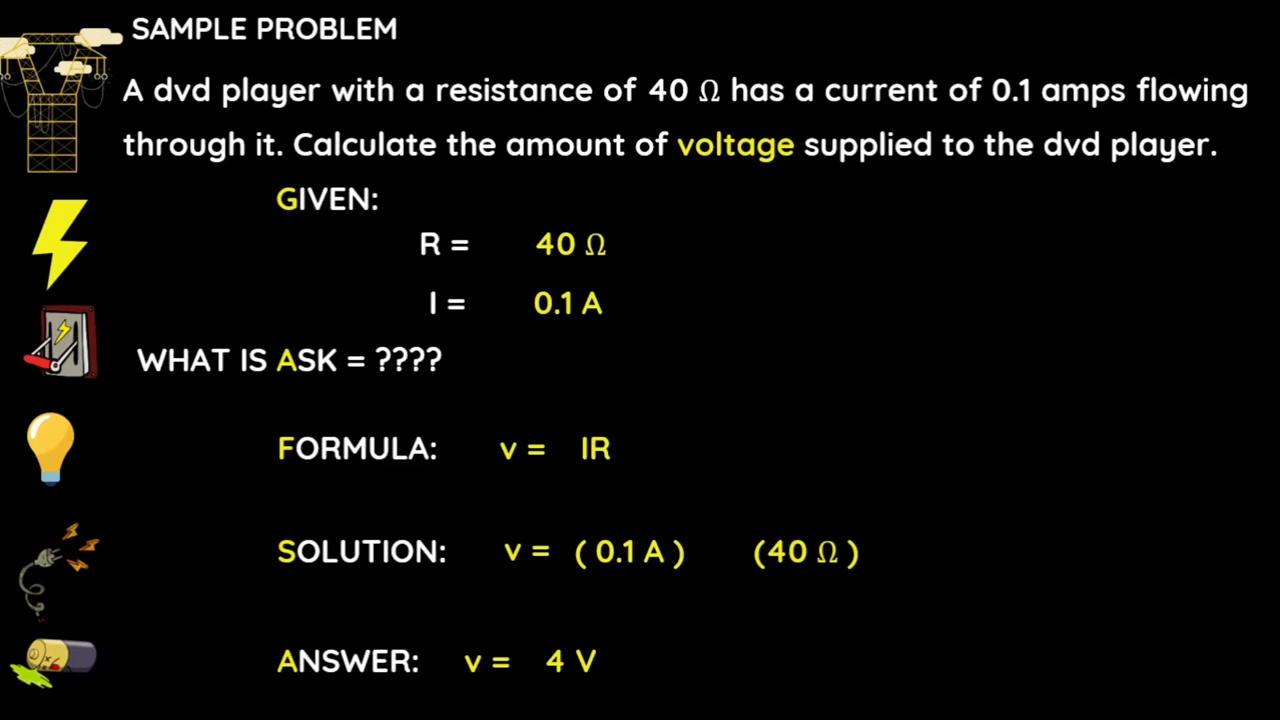 SAMPLE PROBLEM
A dvd player with a resistance of 40 Ω has a current of 0.1 amps flowing
through it. Calculate the amount of voltage supplied to the dvd player.
GIVEN:
R = 40 Ω
I = 0.1 A
WHAT IS ASK = ????
FORMULA: v = IR
SOLUTION: v = ( 0.1 A ) (40 Ω )
ANSWER: v = 4 V